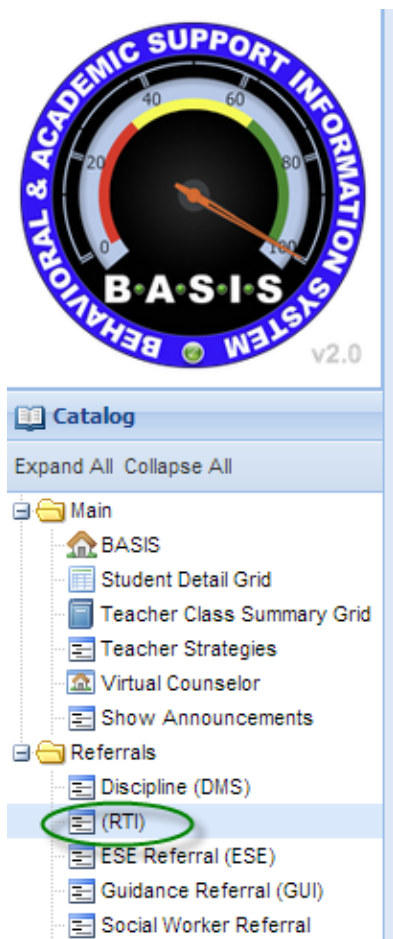 BEHAVIORAL & ACADEMIC SUPPORT INFORMATION SYSTEM
0 20 40 60 80 100
B·A·S·I·S
v2.0
Catalog
Expand All Collapse All
Main
BASIS
Student Detail Grid
Teacher Class Summary Grid
Teacher Strategies
Virtual Counselor
Show Announcements
Referrals
Discipline (DMS)
(RTI)
ESE Referral (ESE)
Guidance Referral (GUI)
Social Worker Referral